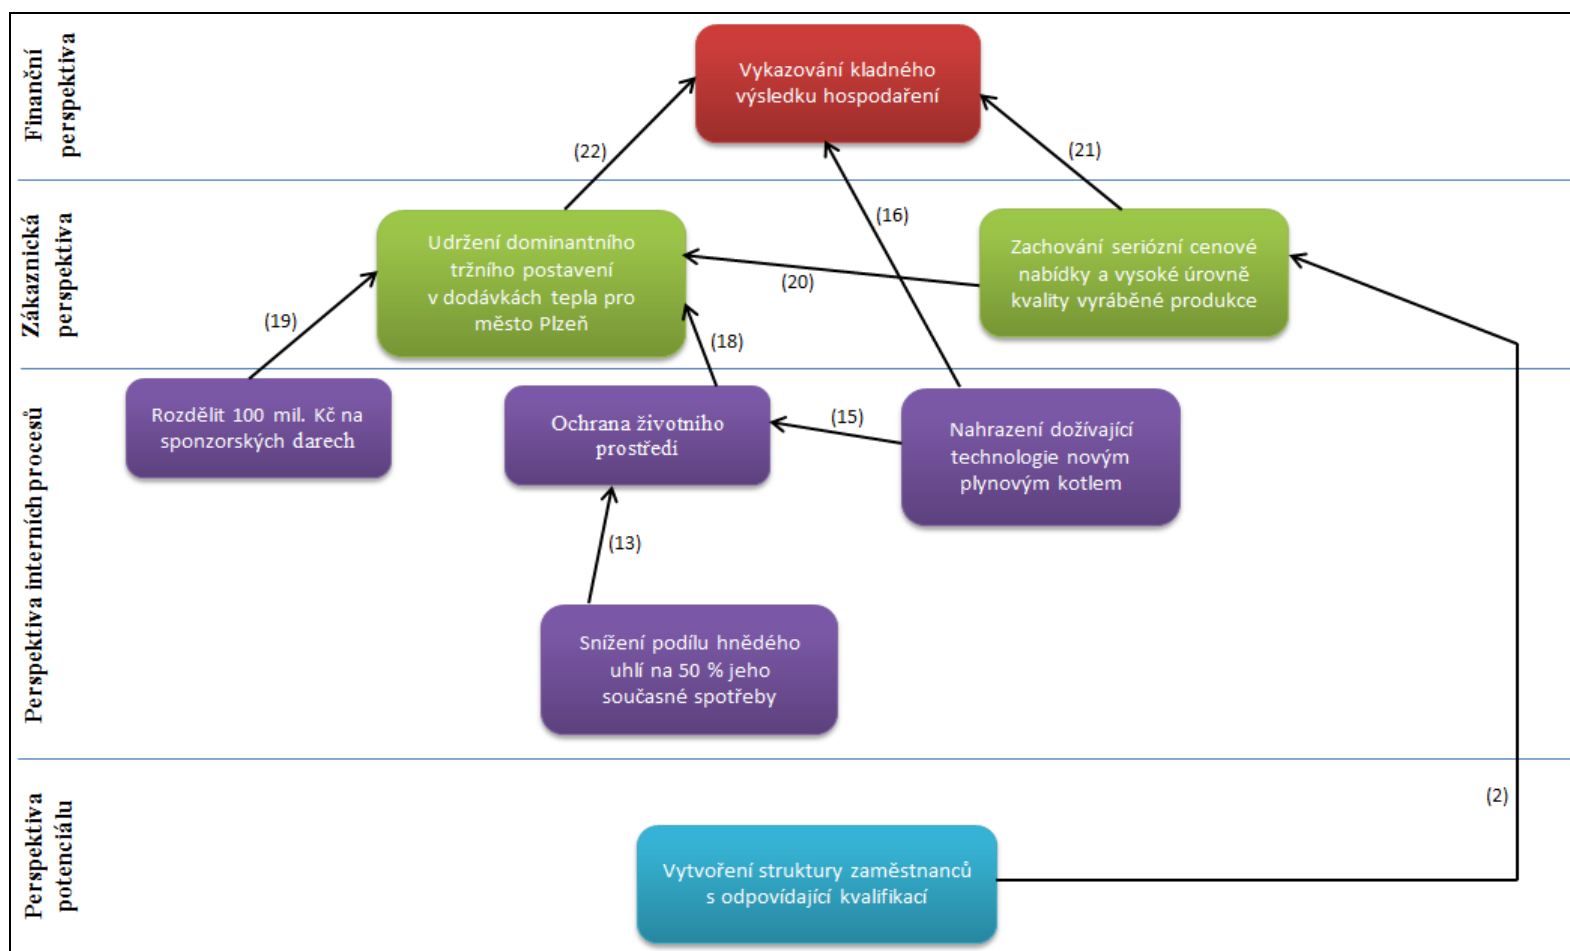 Finanční
perspektiva
Vykazování kladného
výsledku hospodaření
(22)
(21)
Zákaznická
perspektiva
(16)
Udržení dominantního
tržního postavení
v dodávkách tepla pro
město Plzeň
Zachování seriózní cenové
nabídky a vysoké úrovně
kvality vyráběné produkce
(20)
(19)
(18)
Perspektiva interních procesů
Rozdělit 100 mil. Kč na
sponzorských darech
Ochrana životniho
prostředi
(15)
Nahrazení dožívající
technologie novým
plynovým kotlem
(13)
Snížení podílu hnědého
uhlí na 50 % jeho
současné spotřeby
Perspektiva
potenciálu
(2)
Vytvoření struktury zaměstnanců
s odpovídající kvalifikací